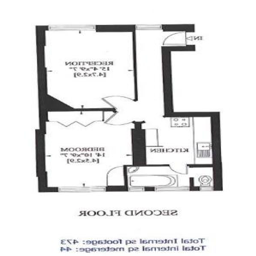 IN
RECEPTION
15'4"x9'7"
[4.7x2.9]
KITCHEN
BEDROOM
14'10"x9'7"
[4.5x2.9]
SECOND FLOOR
Total Internal sq footage: 473
Total internal sq meterage: 44